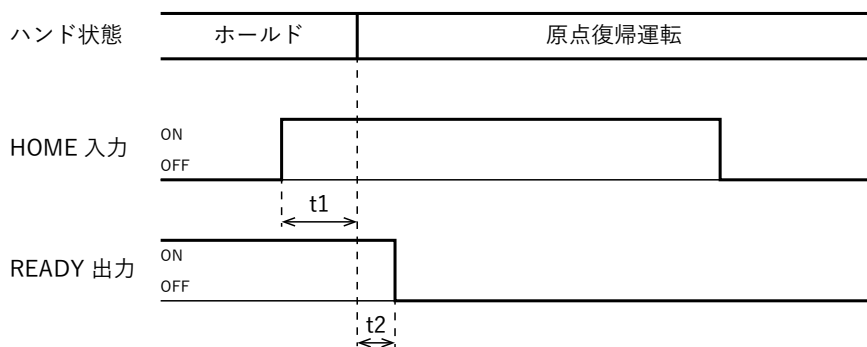 ハンド状態 ホールド 原点復帰運転
HOME 入力 ON
OFF
t1
READY 出力 ON
OFF
t2